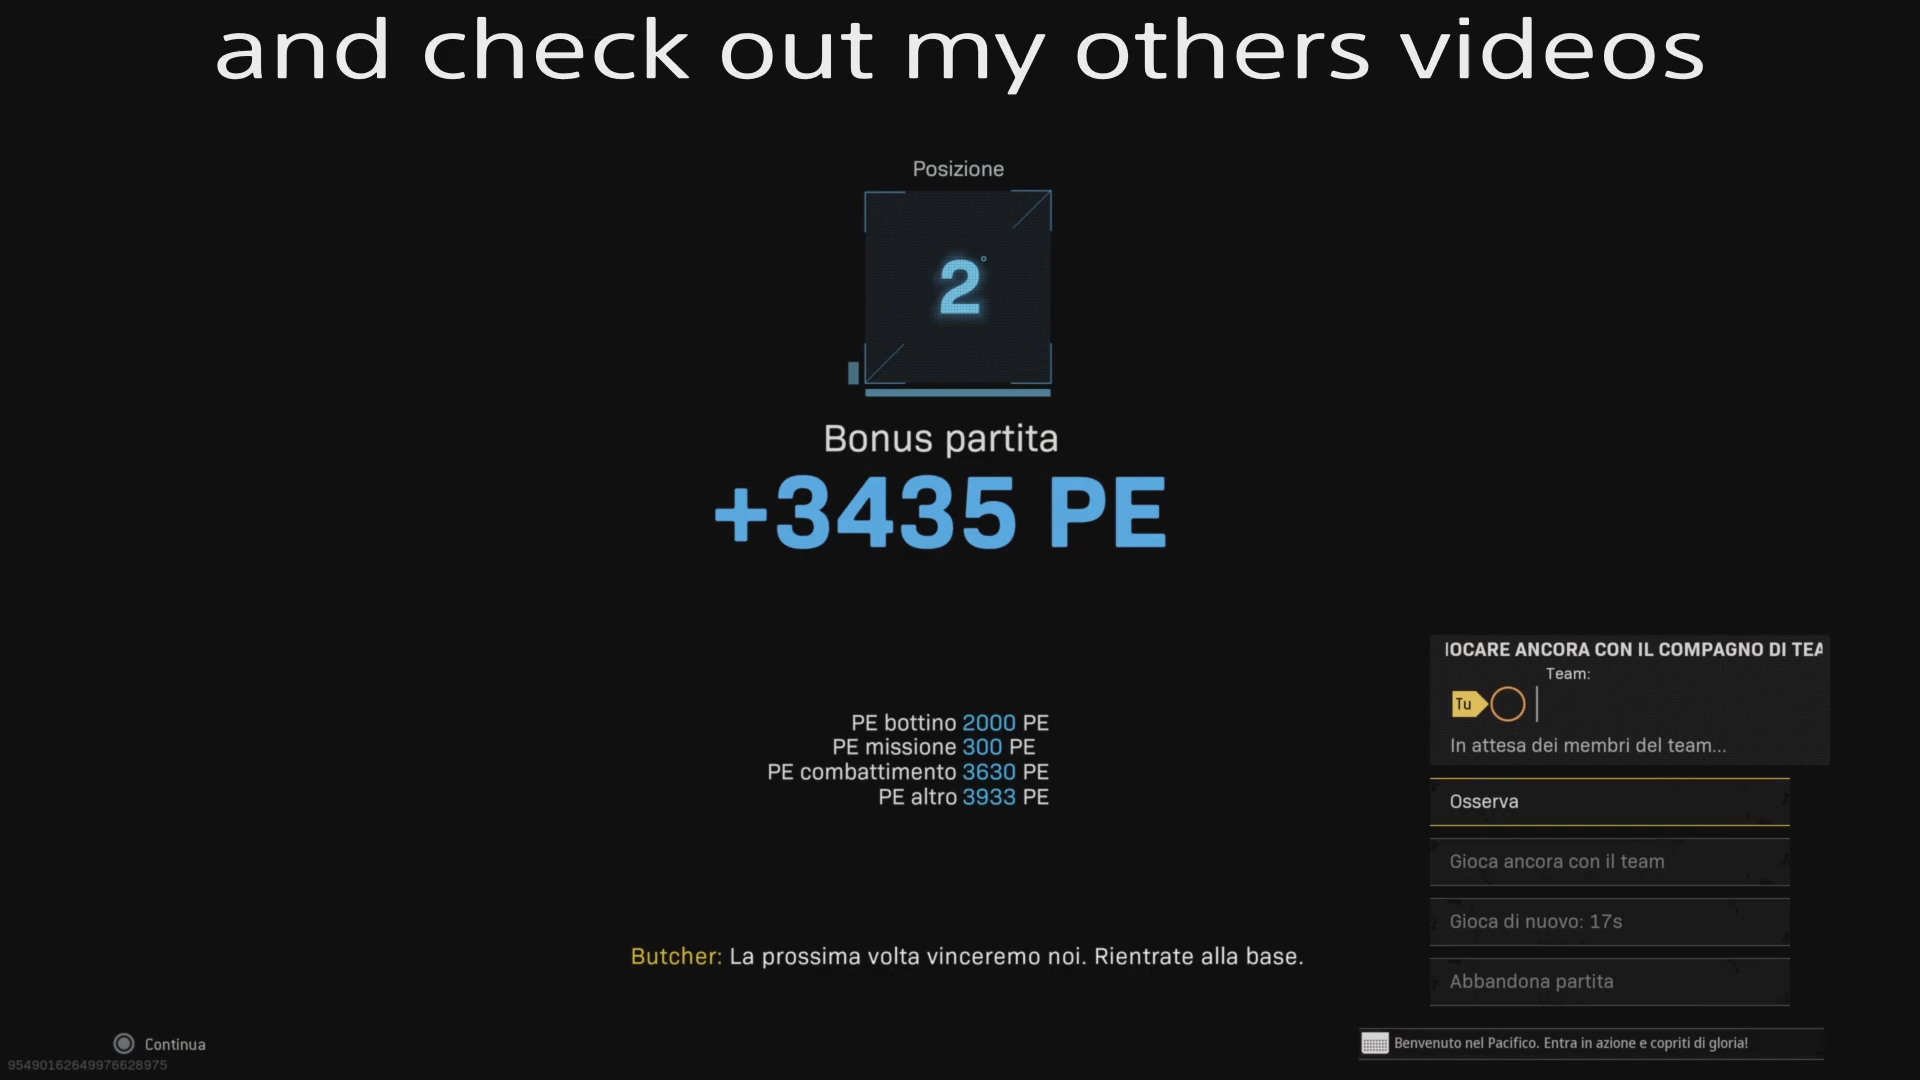 and check out my others videos
Posizione
2°
Bonus partita
+3435 PE
PE bottino 2000 PE
PE missione 300 PE
PE combattimento 3630 PE
PE altro 3933 PE
IOCARE ANCORA CON IL COMPAGNO DI TEA
Team:
Tu
In attesa dei membri del team...
Osserva
Gioca ancora con il team
Gioca di nuovo: 17s
Abbandona partita
Butcher: La prossima volta vinceremo noi. Rientrate alla base.
Continua
Benvenuto nel Pacifico. Entra in azione e copriti di gloria!
95490162649976628975